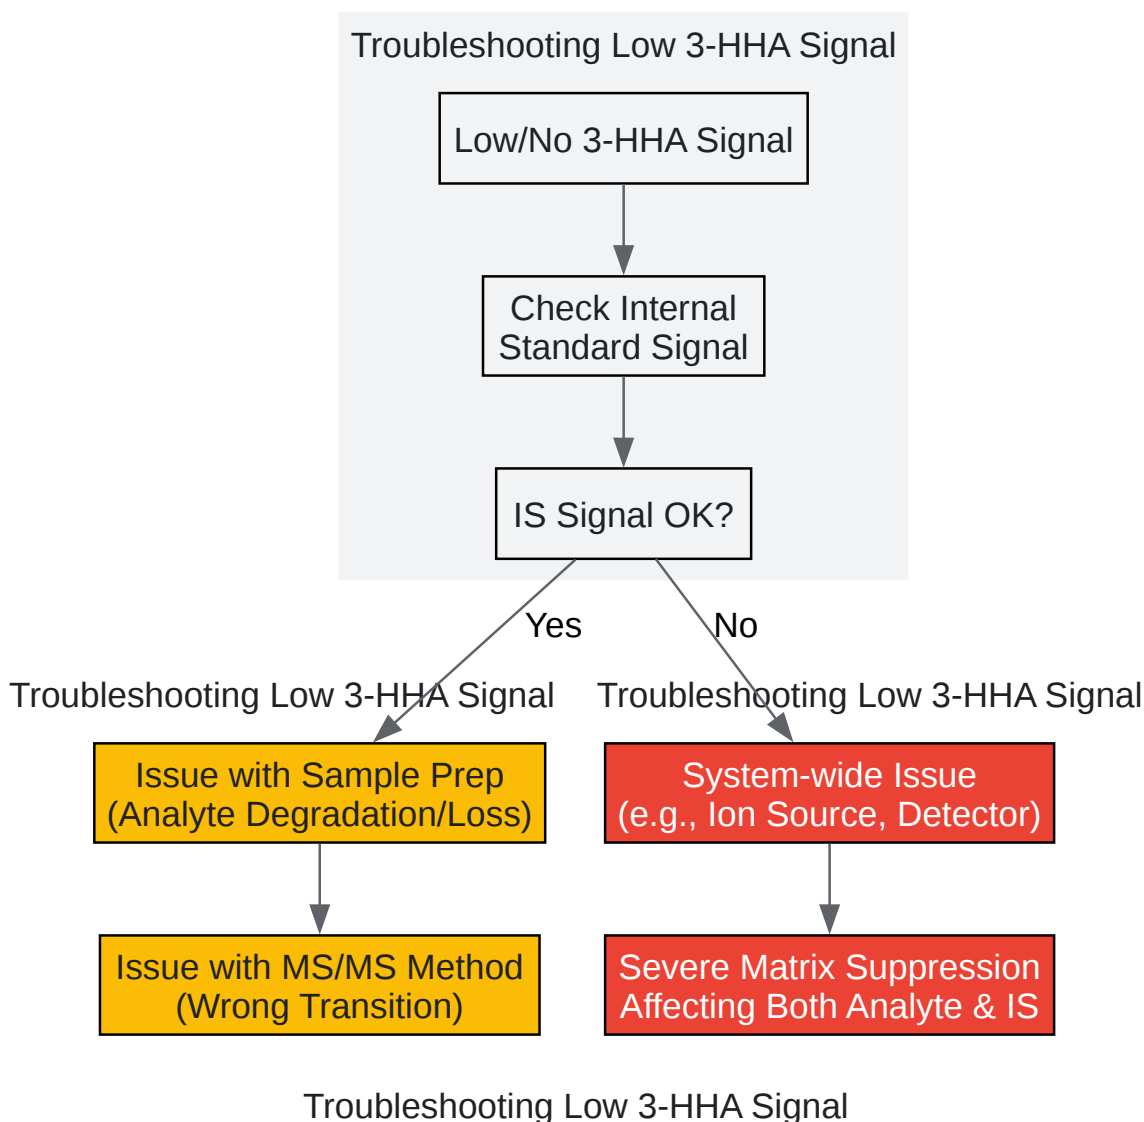 Troubleshooting Low 3-HHA Signal
Low/No 3-HHA Signal
Check Internal
Standard Signal
IS Signal OK?
Yes
No
Troubleshooting Low 3-HHA Signal
Troubleshooting Low 3-HHA Signal
Issue with Sample Prep
(Analyte Degradation/Loss)
System-wide Issue
(e.g., Ion Source, Detector)
Issue with MS/MS Method
(Wrong Transition)
Severe Matrix Suppression
Affecting Both Analyte & IS
Troubleshooting Low 3-HHA Signal